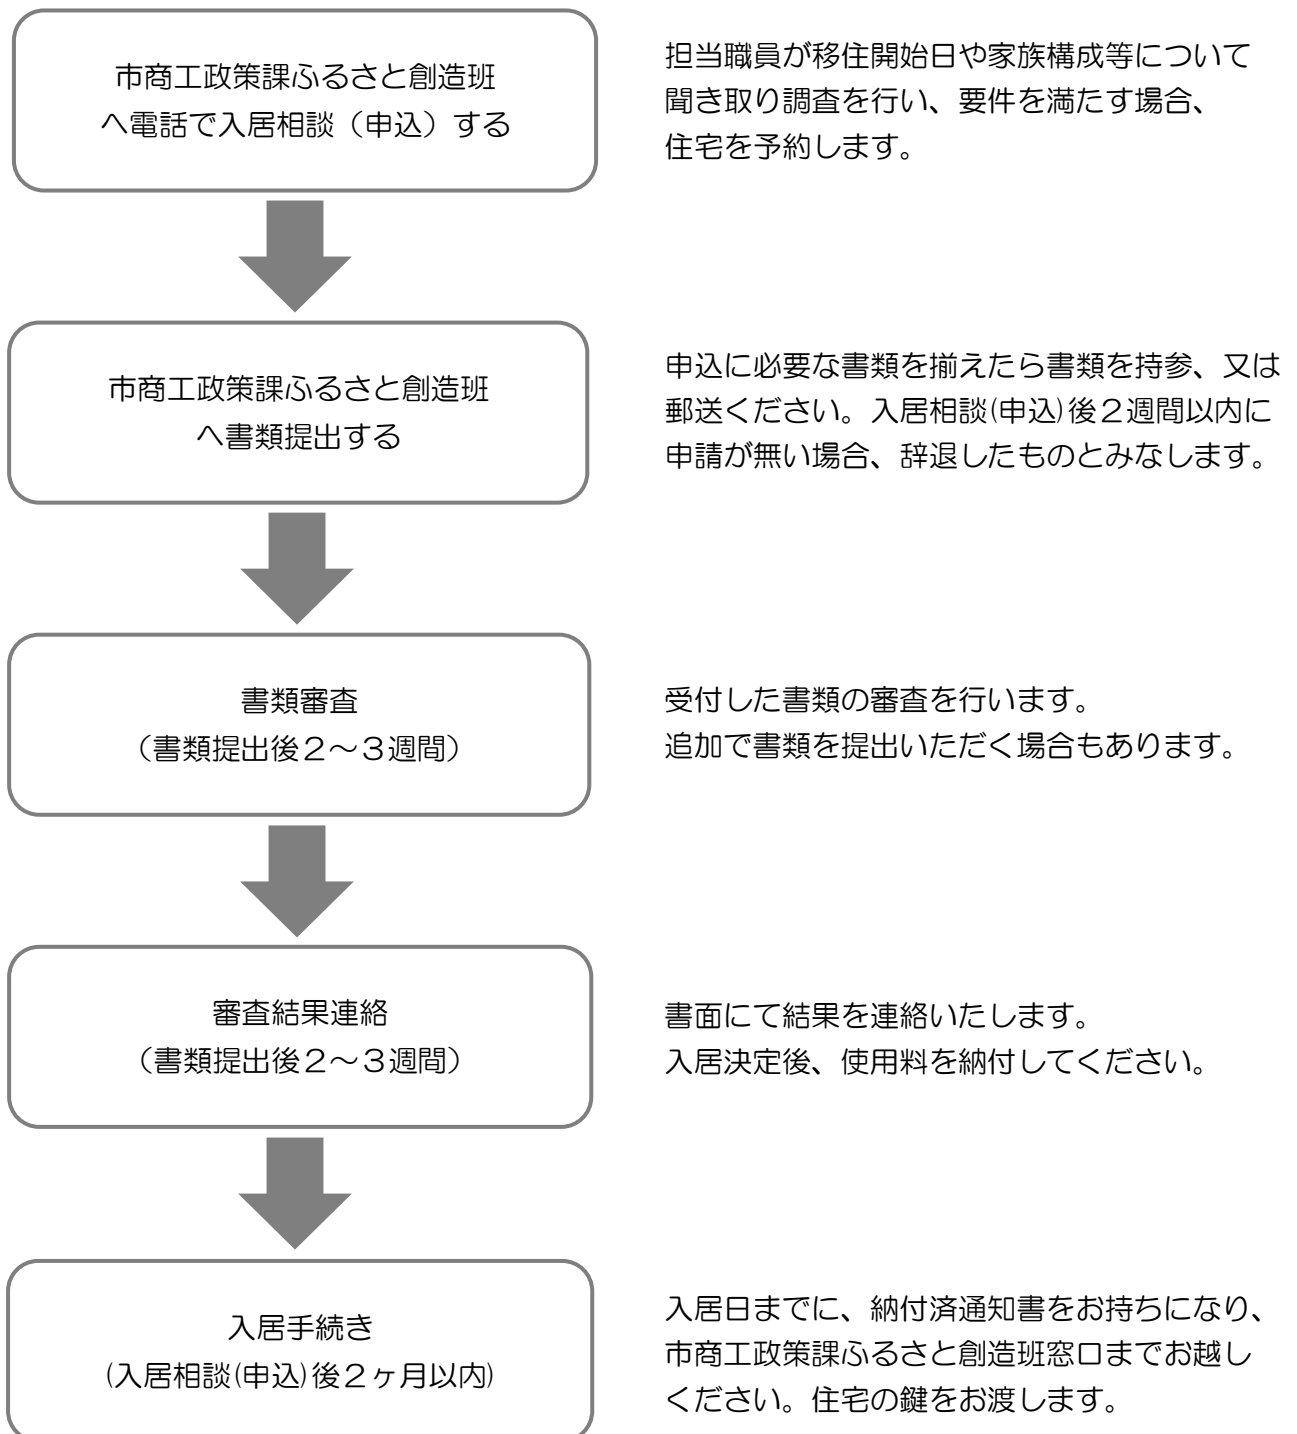 市商工政策課ふるさと創造班
へ電話で入居相談（申込）する
担当職員が移住開始日や家族構成等について
聞き取り調査を行い、要件を満たす場合、
住宅を予約します。
市商工政策課ふるさと創造班
へ書類提出する
申込に必要な書類を揃えたら書類を持参、又は
郵送ください。入居相談(申込)後２週間以内に
申請が無い場合、辞退したものとみなします。
書類審査
（書類提出後２～３週間）
受付した書類の審査を行います。
追加で書類を提出いただく場合もあります。
審査結果連絡
（書類提出後２～３週間）
書面にて結果を連絡いたします。
入居決定後、使用料を納付してください。
入居手続き
(入居相談(申込)後２ヶ月以内)
入居日までに、納付済通知書をお持ちになり、
市商工政策課ふるさと創造班窓口までお越し
ください。住宅の鍵をお渡します。